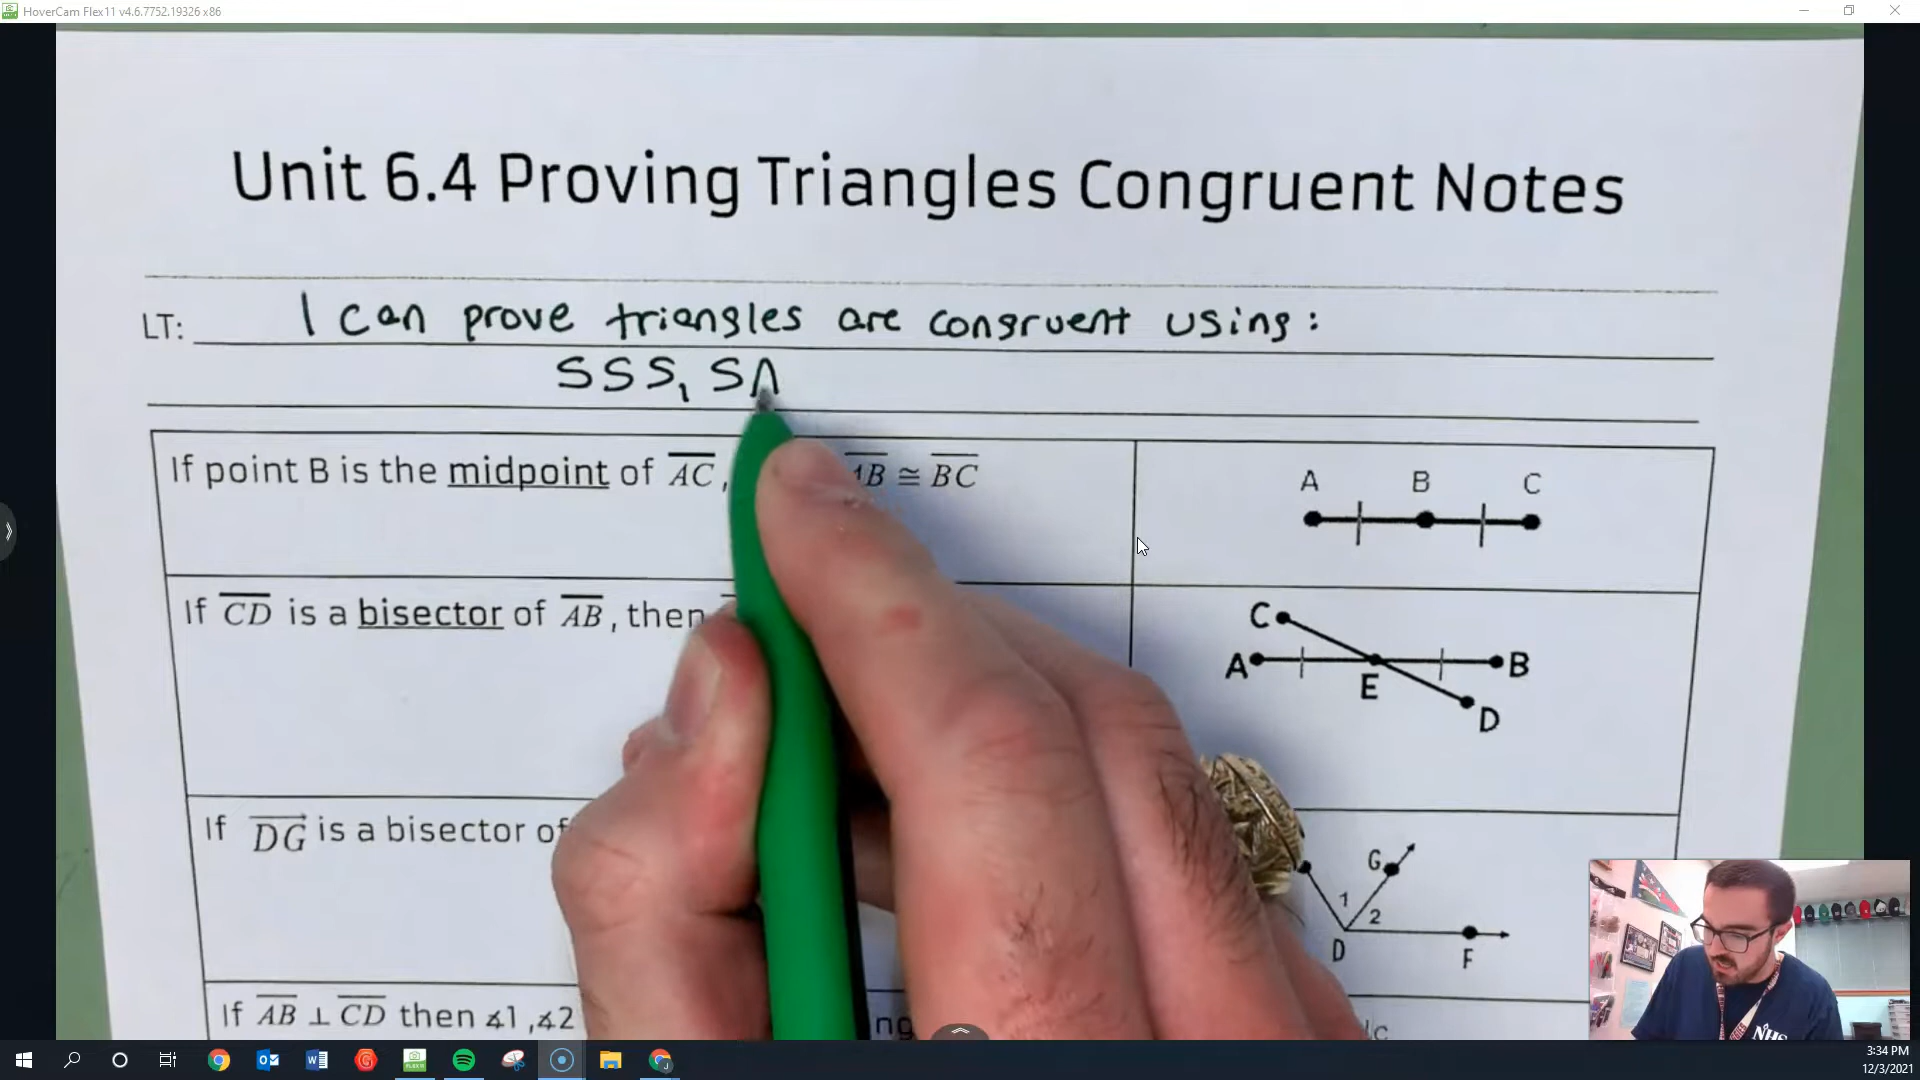 HoverCam Flex11 v4.6.7752.19326 x86
Unit 6.4 Proving Triangles Congruent Notes
LT: I can prove triangles are congruent using:
SSS, SA
If point B is the midpoint of AC, AB ≅ BC
A B C
If CD is a bisector of AB, then
C
A B
E
D
If DG is a bisector of
G
1
2
D
F
If AB ⊥ CD then ∡1, ∡2
NHS
3:34 PM
12/3/2021